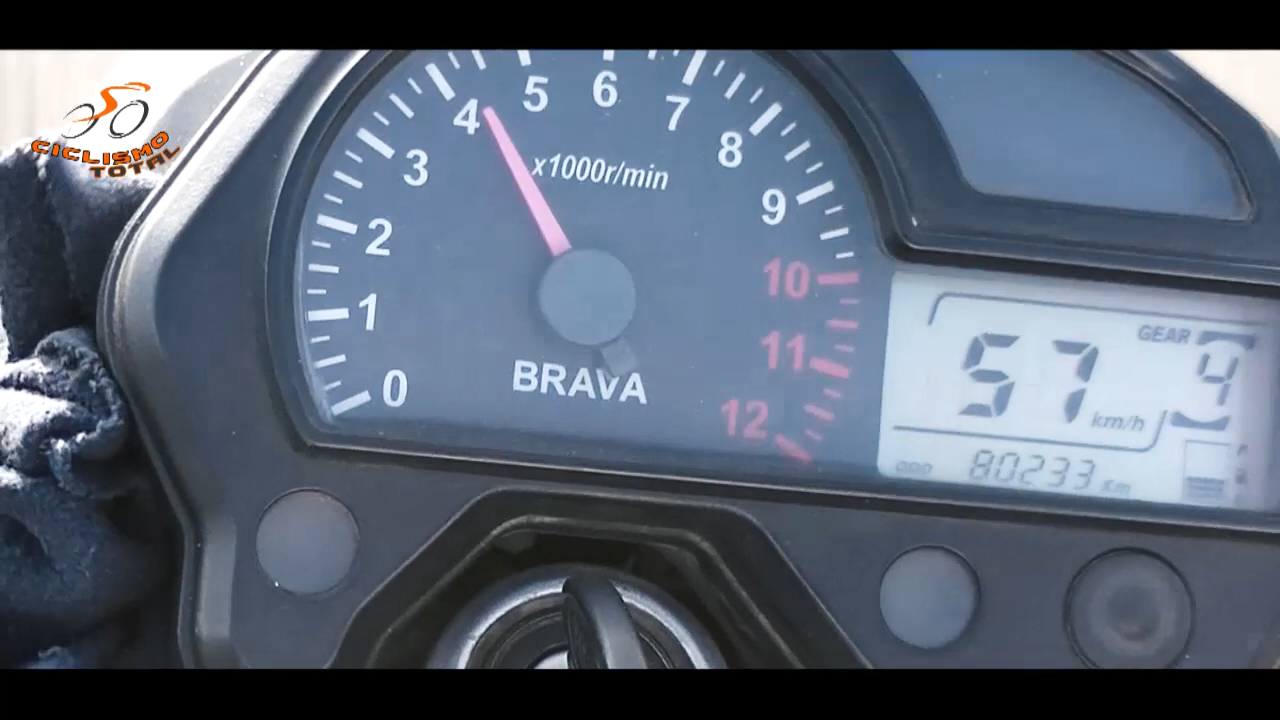 CICLISMO
TOTAL
0
1
2
3
4
5
6
7
8
9
10
11
12
x1000r/min
BRAVA
GEAR
4
57
km/h
ODO 80233 Km